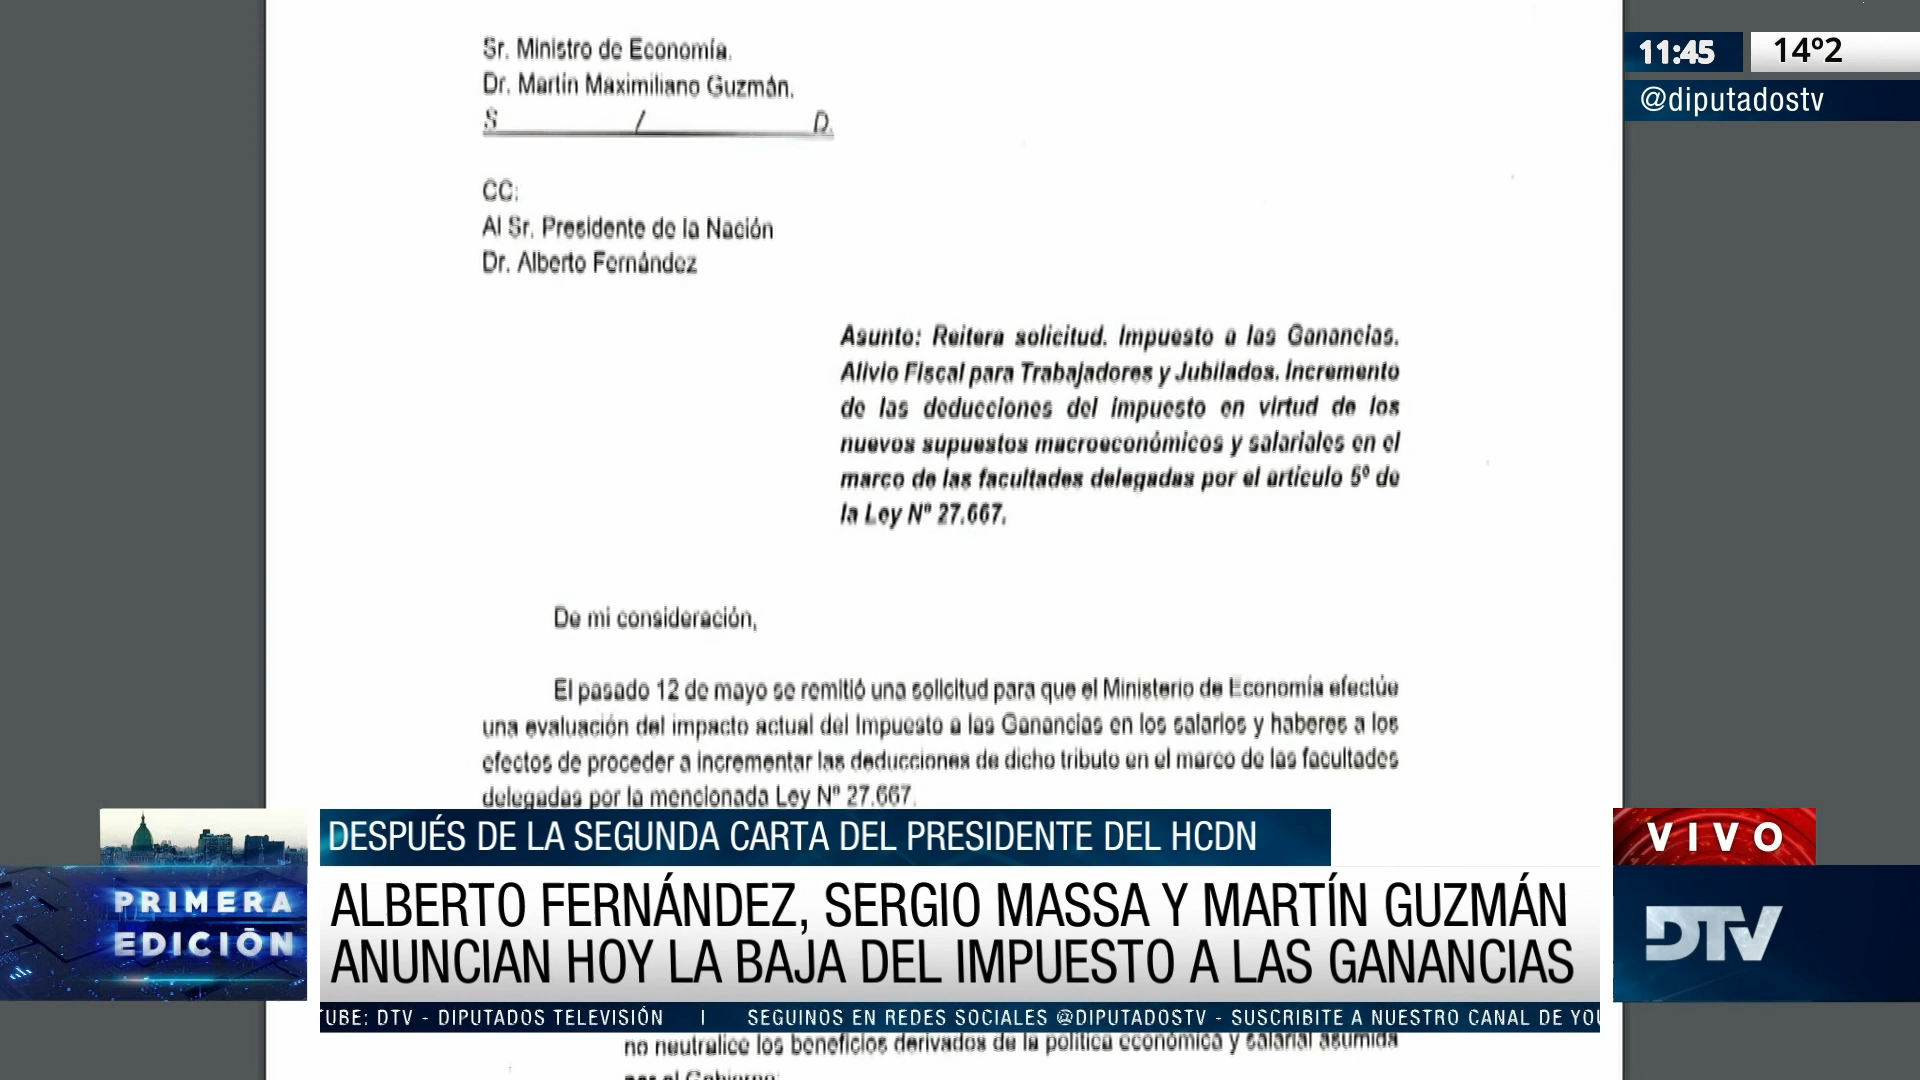 Sr. Ministro de Economía.
Dr. Martín Maximiliano Guzmán.
S / D.
CC:
Al Sr. Presidente de la Nación
Dr. Alberto Fernández
Asunto: Reitera solicitud. Impuesto a las Ganancias.
Alivio Fiscal para Trabajadores y Jubilados. Incremento
de las deducciones del impuesto en virtud de los
nuevos supuestos macroeconómicos y salariales en el
marco de las facultades delegadas por el artículo 5º de
la Ley Nº 27.667.
De mi consideración,
El pasado 12 de mayo se remitió una solicitud para que el Ministerio de Economía efectúe
una evaluación del impacto actual del Impuesto a las Ganancias en los salarios y haberes a los
efectos de proceder a incrementar las deducciones de dicho tributo en el marco de las facultades
delegadas por la mencionada Ley Nº 27.667.
11:45 14º2
@diputadostv
DESPUÉS DE LA SEGUNDA CARTA DEL PRESIDENTE DEL HCDN
VIVO
PRIMERA
EDICIÓN
ALBERTO FERNÁNDEZ, SERGIO MASSA Y MARTÍN GUZMÁN
ANUNCIAN HOY LA BAJA DEL IMPUESTO A LAS GANANCIAS
DTV
TUBE: DTV - DIPUTADOS TELEVISIÓN | SEGUINOS EN REDES SOCIALES @DIPUTADOSTV - SUSCRIBITE A NUESTRO CANAL DE YOU
no neutralice los beneficios derivados de la política económica y salarial asumida
por el Gobierno;